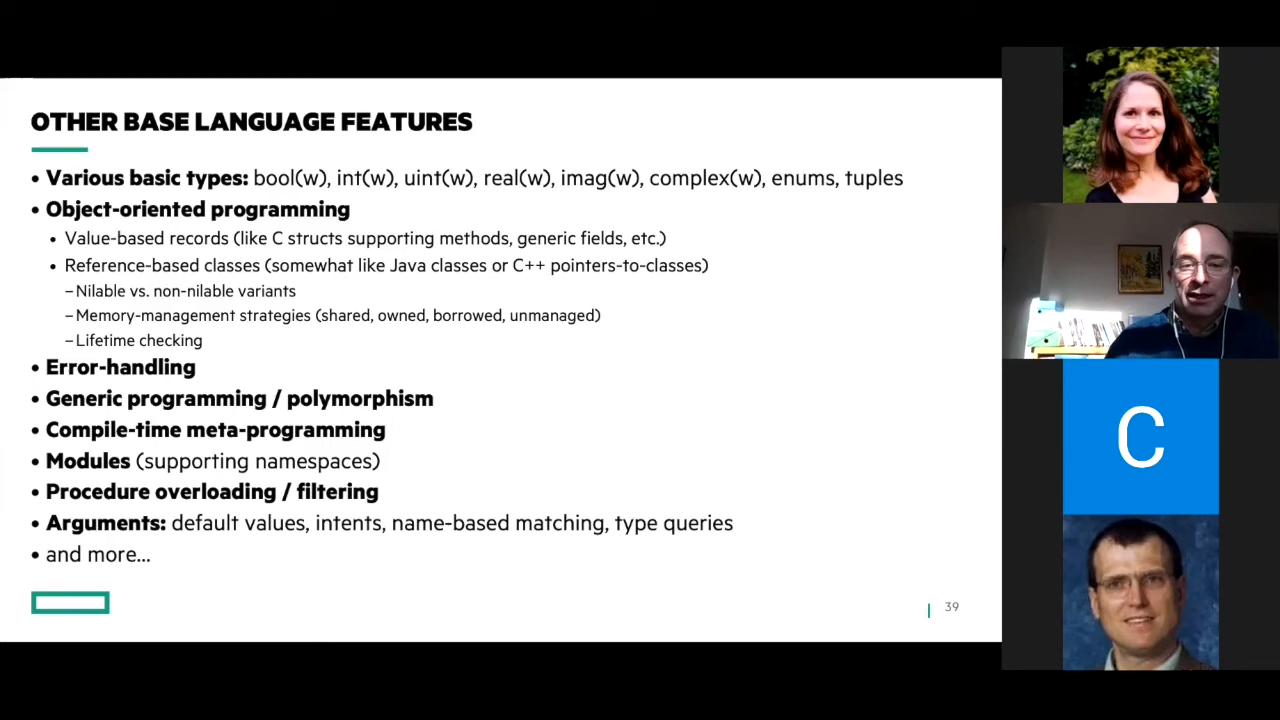 OTHER BASE LANGUAGE FEATURES
• Various basic types: bool(w), int(w), uint(w), real(w), imag(w), complex(w), enums, tuples
• Object-oriented programming
• Value-based records (like C structs supporting methods, generic fields, etc.)
• Reference-based classes (somewhat like Java classes or C++ pointers-to-classes)
– Nilable vs. non-nilable variants
– Memory-management strategies (shared, owned, borrowed, unmanaged)
– Lifetime checking
• Error-handling
• Generic programming / polymorphism
• Compile-time meta-programming
• Modules (supporting namespaces)
• Procedure overloading / filtering
• Arguments: default values, intents, name-based matching, type queries
• and more...
39
C